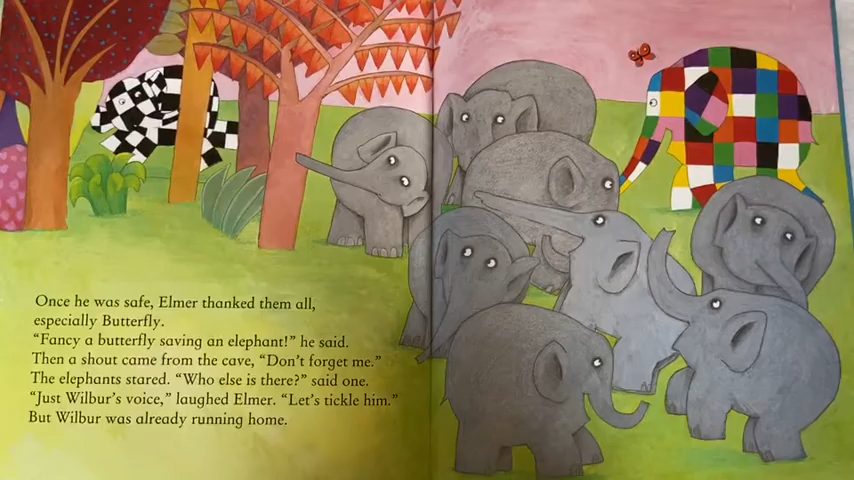 Once he was safe, Elmer thanked them all,
especially Butterfly.
"Fancy a butterfly saving an elephant!" he said.
Then a shout came from the cave, "Don't forget me."
The elephants stared. "Who else is there?" said one.
"Just Wilbur's voice," laughed Elmer. "Let's tickle him."
But Wilbur was already running home.